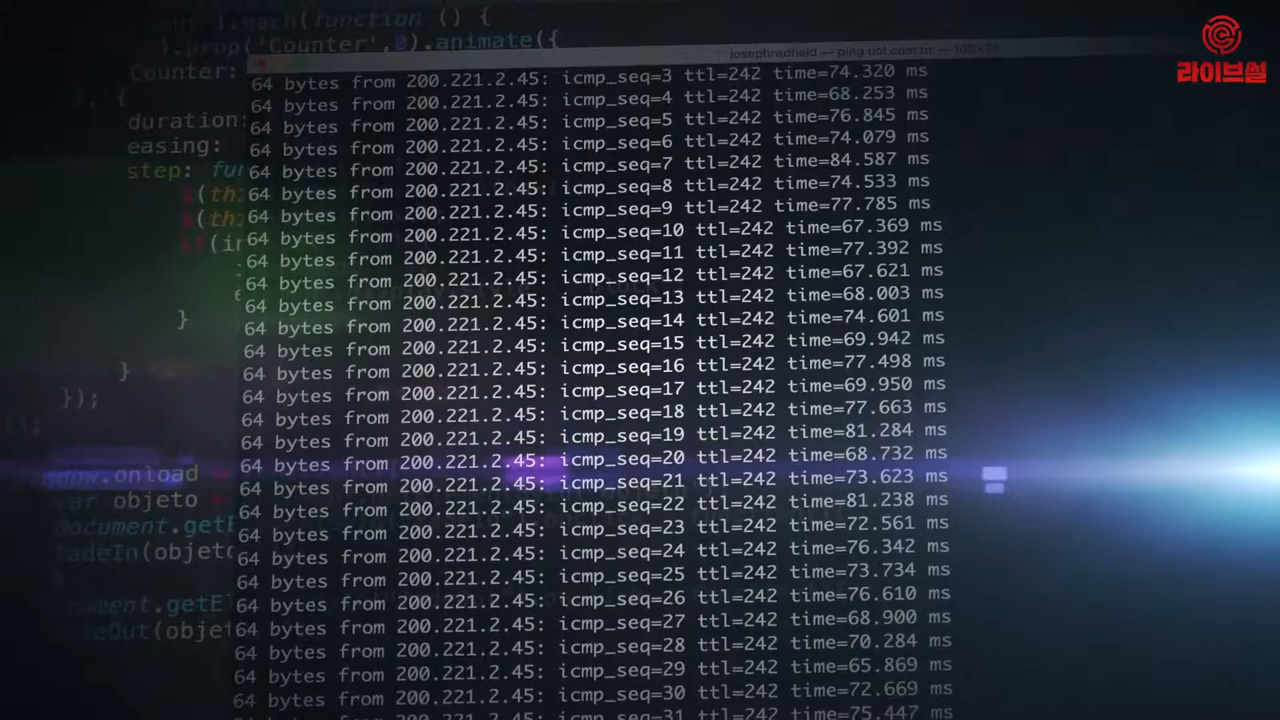 ).each(function () {
).prop('Counter',0).animate({
Counter:
}, {
duration:
easing:
step: fun
$(thi
$(thi
if(in
}
}
});
window.onload
var objeto
document.getE
fadeIn(objeto
document.getEl
fadeOut(objet
josephredfield — ping uol.com.br —
64 bytes from 200.221.2.45: icmp_seq=3 ttl=242 time=74.320 ms
64 bytes from 200.221.2.45: icmp_seq=4 ttl=242 time=68.253 ms
64 bytes from 200.221.2.45: icmp_seq=5 ttl=242 time=76.845 ms
64 bytes from 200.221.2.45: icmp_seq=6 ttl=242 time=74.079 ms
64 bytes from 200.221.2.45: icmp_seq=7 ttl=242 time=84.587 ms
64 bytes from 200.221.2.45: icmp_seq=8 ttl=242 time=74.533 ms
64 bytes from 200.221.2.45: icmp_seq=9 ttl=242 time=77.785 ms
64 bytes from 200.221.2.45: icmp_seq=10 ttl=242 time=67.369 ms
64 bytes from 200.221.2.45: icmp_seq=11 ttl=242 time=77.392 ms
64 bytes from 200.221.2.45: icmp_seq=12 ttl=242 time=67.621 ms
64 bytes from 200.221.2.45: icmp_seq=13 ttl=242 time=68.003 ms
64 bytes from 200.221.2.45: icmp_seq=14 ttl=242 time=74.601 ms
64 bytes from 200.221.2.45: icmp_seq=15 ttl=242 time=69.942 ms
64 bytes from 200.221.2.45: icmp_seq=16 ttl=242 time=77.498 ms
64 bytes from 200.221.2.45: icmp_seq=17 ttl=242 time=69.950 ms
64 bytes from 200.221.2.45: icmp_seq=18 ttl=242 time=77.663 ms
64 bytes from 200.221.2.45: icmp_seq=19 ttl=242 time=81.284 ms
64 bytes from 200.221.2.45: icmp_seq=20 ttl=242 time=68.732 ms
64 bytes from 200.221.2.45: icmp_seq=21 ttl=242 time=73.623 ms
64 bytes from 200.221.2.45: icmp_seq=22 ttl=242 time=81.238 ms
64 bytes from 200.221.2.45: icmp_seq=23 ttl=242 time=72.561 ms
64 bytes from 200.221.2.45: icmp_seq=24 ttl=242 time=76.342 ms
64 bytes from 200.221.2.45: icmp_seq=25 ttl=242 time=73.734 ms
64 bytes from 200.221.2.45: icmp_seq=26 ttl=242 time=76.610 ms
64 bytes from 200.221.2.45: icmp_seq=27 ttl=242 time=68.900 ms
64 bytes from 200.221.2.45: icmp_seq=28 ttl=242 time=70.284 ms
64 bytes from 200.221.2.45: icmp_seq=29 ttl=242 time=65.869 ms
64 bytes from 200.221.2.45: icmp_seq=30 ttl=242 time=72.669 ms
64 bytes from 200.221.2.45: icmp_seq=31 ttl=242 time=75.447 ms
라이브썰